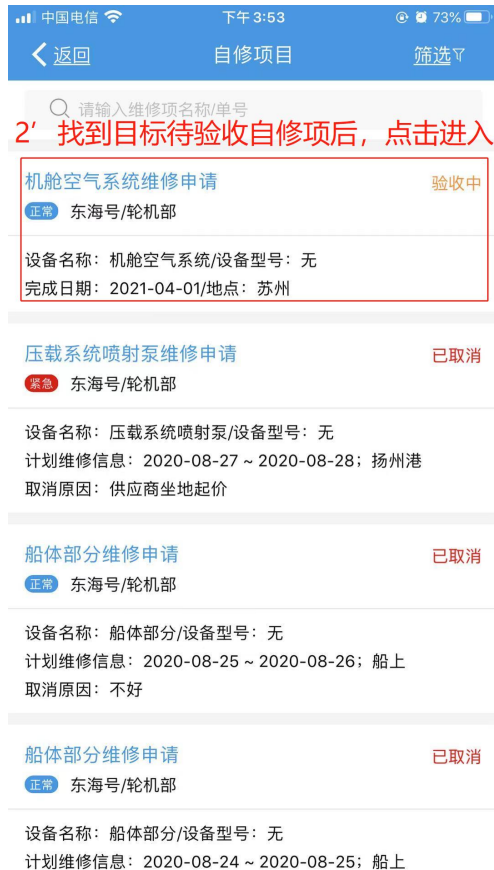 中国电信 下午3:53 73%
返回 自修项目 筛选
请输入维修项名称/单号
2’ 找到目标待验收自修项后，点击进入
机舱空气系统维修申请 验收中
正常 东海号/轮机部
设备名称：机舱空气系统/设备型号：无
完成日期：2021-04-01/地点：苏州
压载系统喷射泵维修申请 已取消
紧急 东海号/轮机部
设备名称：压载系统喷射泵/设备型号：无
计划维修信息：2020-08-27 ~ 2020-08-28；扬州港
取消原因：供应商坐地起价
船体部分维修申请 已取消
正常 东海号/轮机部
设备名称：船体部分/设备型号：无
计划维修信息：2020-08-25 ~ 2020-08-26；船上
取消原因：不好
船体部分维修申请 已取消
正常 东海号/轮机部
设备名称：船体部分/设备型号：无
计划维修信息：2020-08-24 ~ 2020-08-25；船上